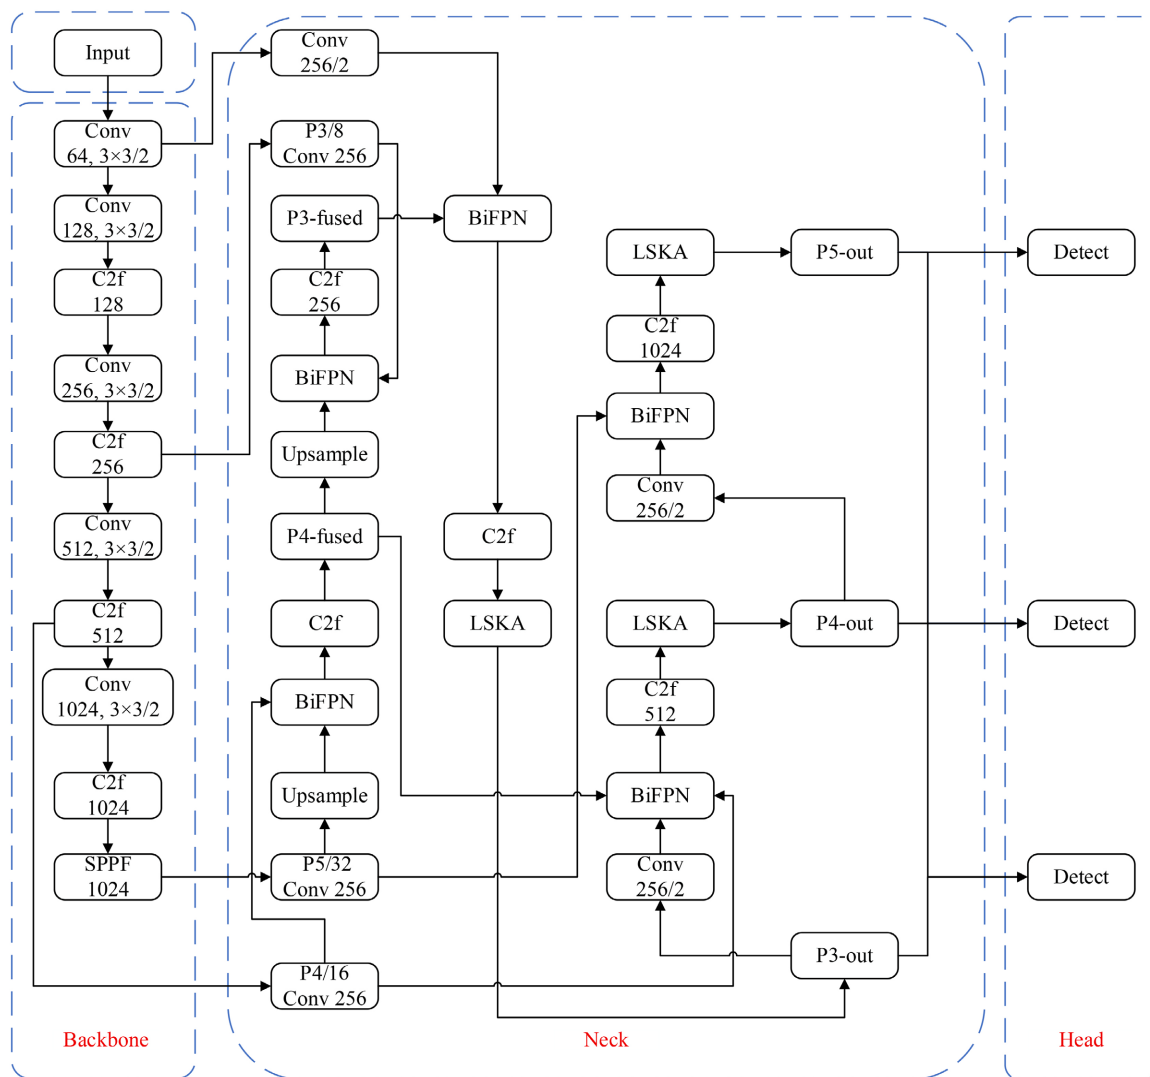 Input
Conv
64, 3×3/2
Conv
128, 3×3/2
C2f
128
Conv
256, 3×3/2
C2f
256
Conv
512, 3×3/2
C2f
512
Conv
1024, 3×3/2
C2f
1024
SPPF
1024
Backbone
Conv
256/2
P3/8
Conv 256
P3-fused
C2f
256
BiFPN
Upsample
P4-fused
C2f
BiFPN
Upsample
P5/32
Conv 256
P4/16
Conv 256
BiFPN
C2f
LSKA
LSKA
C2f
1024
BiFPN
Conv
256/2
LSKA
C2f
512
BiFPN
Conv
256/2
P5-out
P4-out
P3-out
Neck
Detect
Detect
Detect
Head